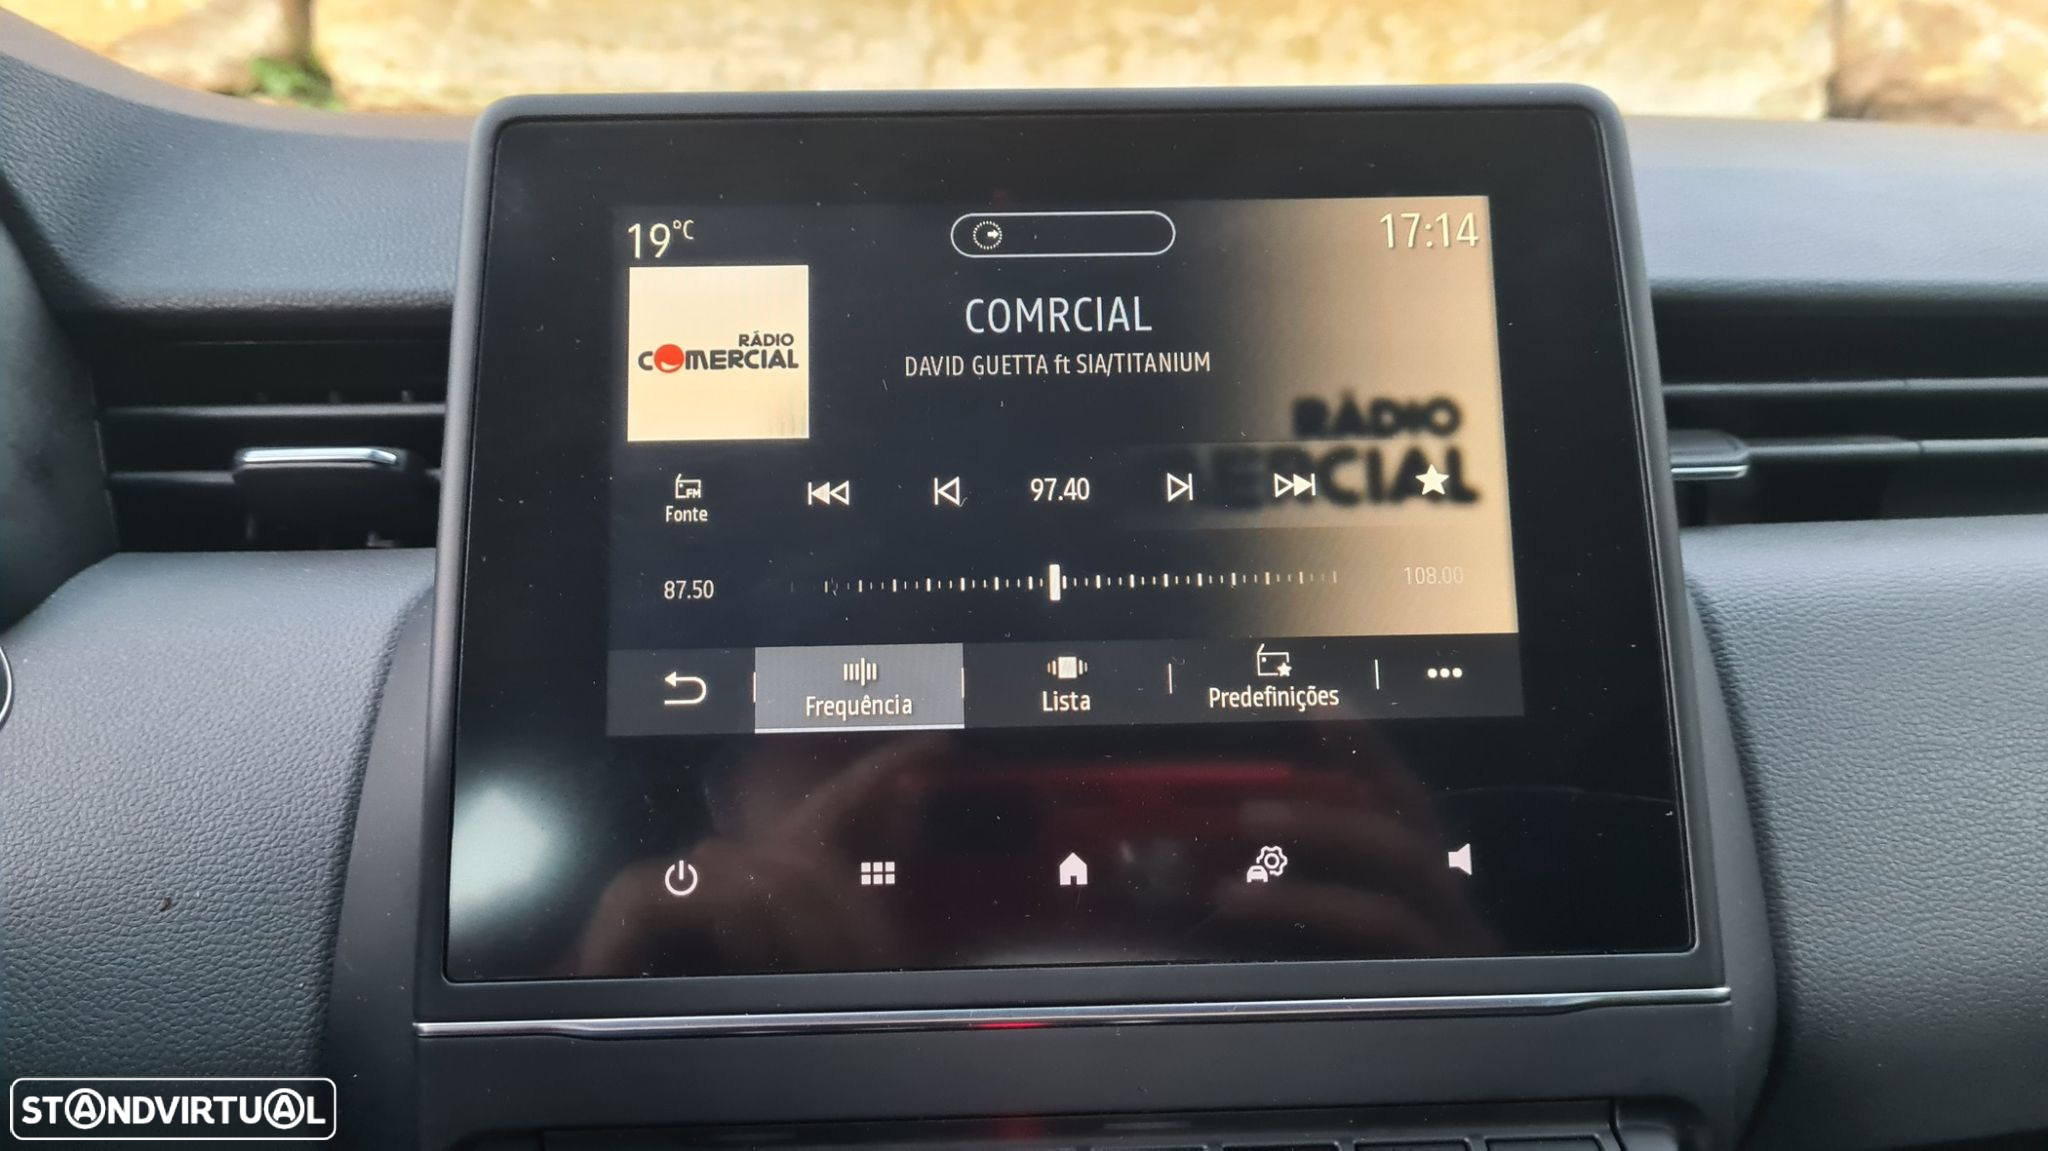 19°C
17:14
RÁDIO
COMERCIAL
COMRCIAL
DAVID GUETTA ft SIA/TITANIUM
RÁDIO
MERCIAL
FM
Fonte
97.40
87.50
108.00
Frequência
Lista
Predefinições
STANDVIRTUAL